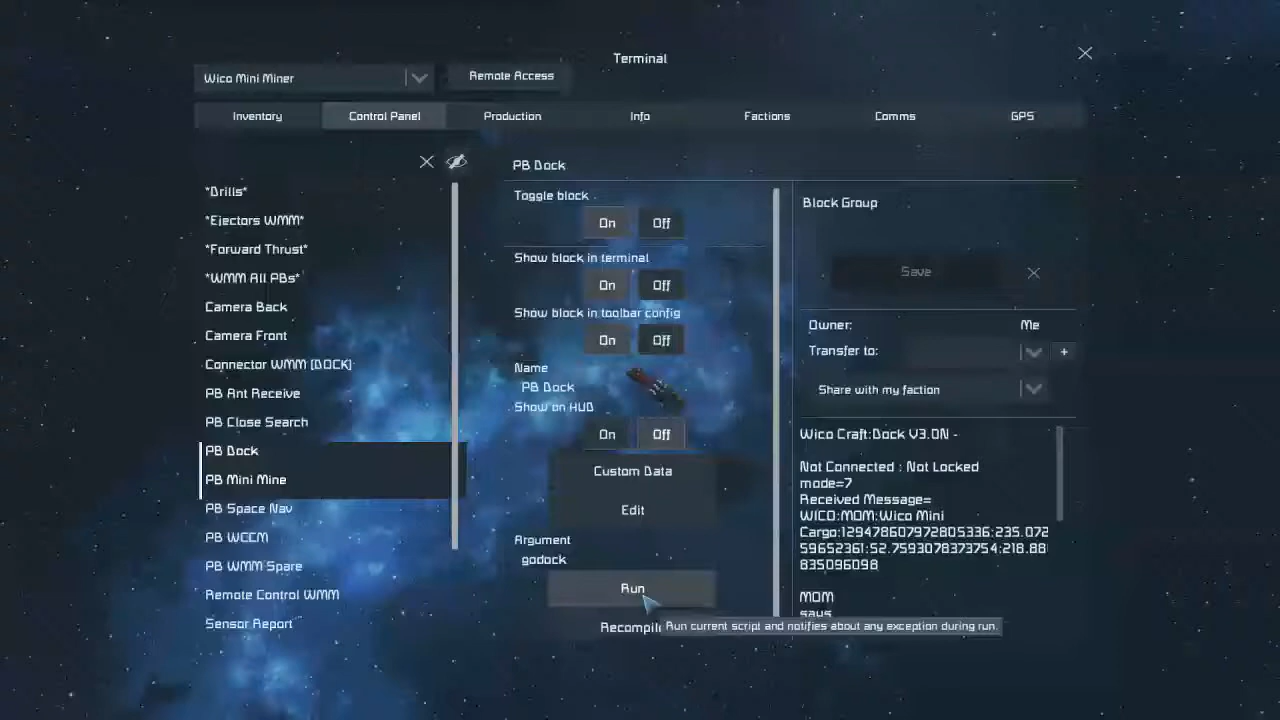 Terminal
Wico Mini Miner
Remote Access
Inventory
Control Panel
Production
Info
Factions
Comms
GPS
*Drills*
*Ejectors WMM*
*Forward Thrust*
*WMM All PBs*
Camera Back
Camera Front
Connector WMM [DOCK]
PB Ant Receive
PB Close Search
PB Dock
PB Mini Mine
PB Space Nav
PB WCCM
PB WMM Spare
Remote Control WMM
Sensor Report
PB Dock
Toggle block
On Off
Show block in terminal
On Off
Show block in toolbar config
On Off
Name
PB Dock
Show on HUD
On Off
Custom Data
Edit
Argument
godock
Run
Recompile
Run current script and notifies about any exception during run.
Block Group
Save
Owner: Me
Transfer to:
Share with my faction
Wico Craft:Dock V3.0N -
Not Connected : Not Locked
mode=7
Received Message=
WICO:MOM:Wico Mini
Cargo:129478607972805336:235.072
59652361:52.7593078373754:218.88
835096098
MOM
says